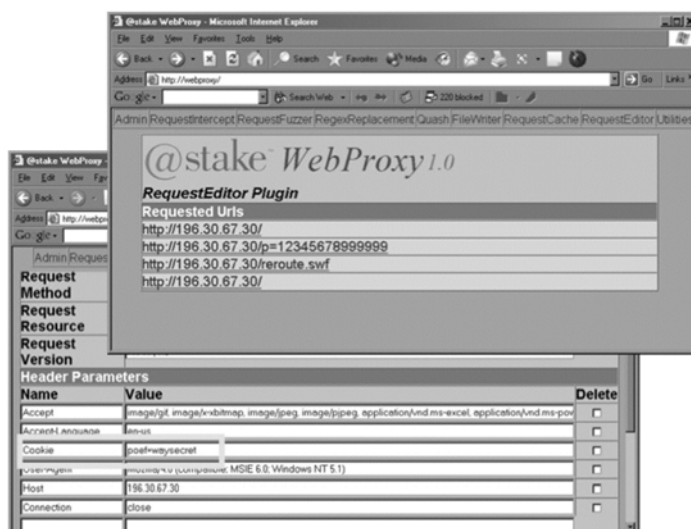 @stake WebProxy - Microsoft Internet Explorer
File Edit View Favorites Tools Help
Back Search Favorites Media
Address http://webproxy/ Go Links
Google Search Web 220 blocked
Admin RequestIntercept RequestFuzzer RegexReplacement Quash FileWriter RequestCache RequestEditor Utilities
@stake WebProxy 1.0
RequestEditor Plugin
Requested Urls
http://196.30.67.30/
http://196.30.67.30/p=12345678999999
http://196.30.67.30/reroute.swf
http://196.30.67.30/
@stake WebProxy -
File Edit View
Back
Address
Google
Admin
Request Method
Request Resource
Request Version
Header Parameters
Name Value Delete
Accept image/gif, image/x-xbitmap, image/jpeg, image/pjpeg, application/vnd.ms-excel, application/vnd.ms-pow
Accept-Language en-us
Cookie poet=waysecret
User-Agent Mozilla/4.0 (compatible; MSIE 6.0; Windows NT 5.1)
Host 196.30.67.30
Connection close